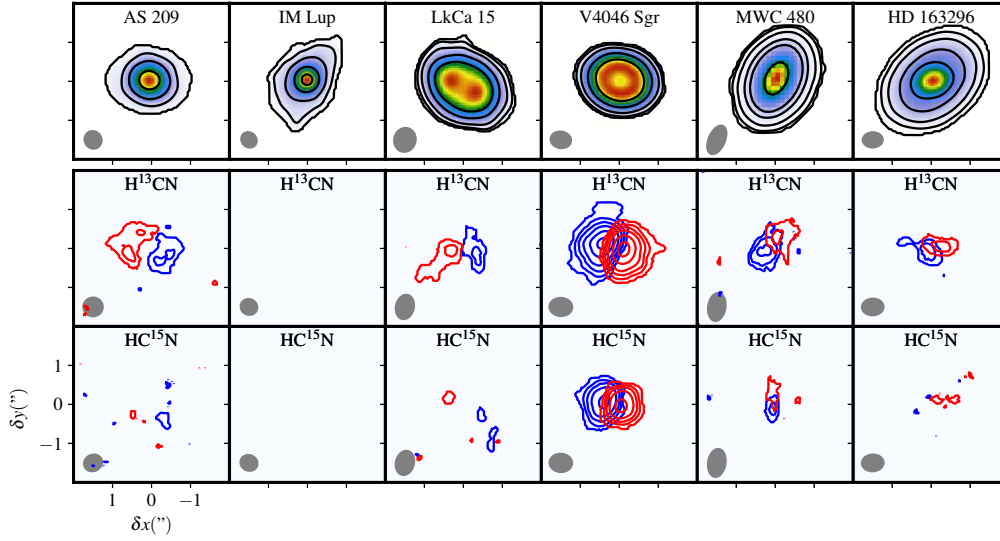 AS 209 IM Lup LkCa 15 V4046 Sgr MWC 480 HD 163296
H¹³CN H¹³CN H¹³CN H¹³CN H¹³CN H¹³CN
HC¹⁵N HC¹⁵N HC¹⁵N HC¹⁵N HC¹⁵N HC¹⁵N
1
0
−1
δy(”)
1 0 −1
δx(”)